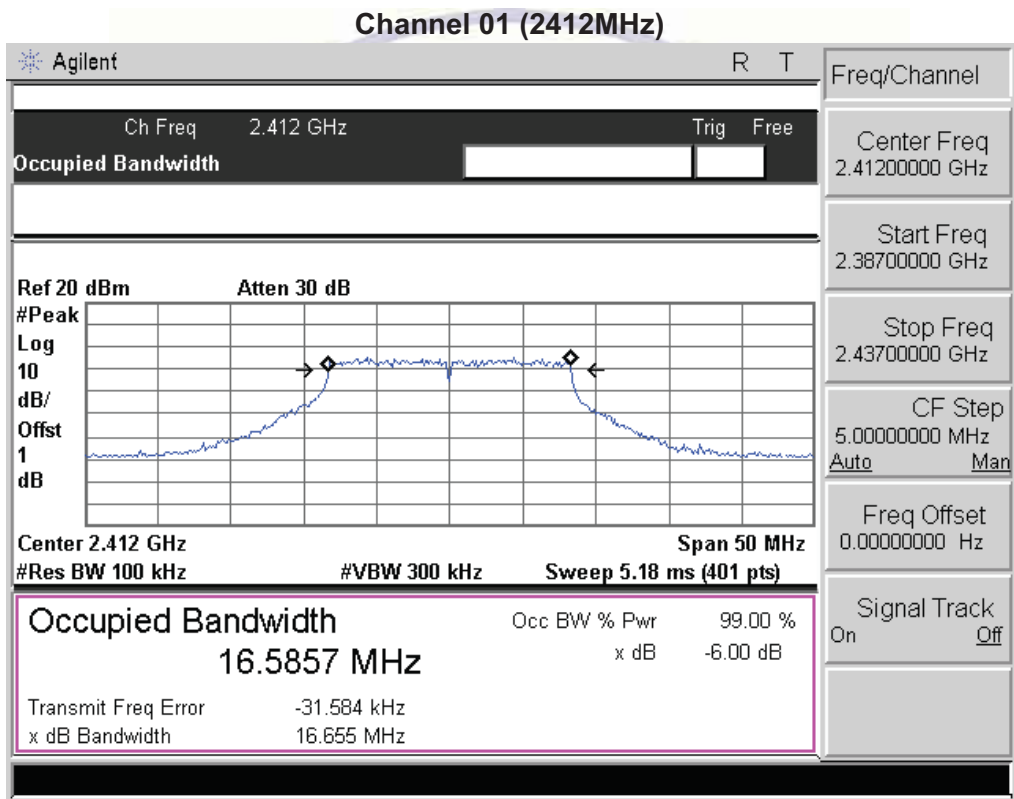 Channel 01 (2412MHz)
Agilent R T
Freq/Channel
Ch Freq 2.412 GHz Trig Free
Occupied Bandwidth
Center Freq
2.41200000 GHz
Start Freq
2.38700000 GHz
Stop Freq
2.43700000 GHz
CF Step
5.00000000 MHz
Auto Man
Freq Offset
0.00000000 Hz
Signal Track
On Off
Ref 20 dBm Atten 30 dB
#Peak
Log
10
dB/
Offst
1
dB
Center 2.412 GHz Span 50 MHz
#Res BW 100 kHz #VBW 300 kHz Sweep 5.18 ms (401 pts)
Occupied Bandwidth Occ BW % Pwr 99.00 %
16.5857 MHz x dB -6.00 dB
Transmit Freq Error -31.584 kHz
x dB Bandwidth 16.655 MHz